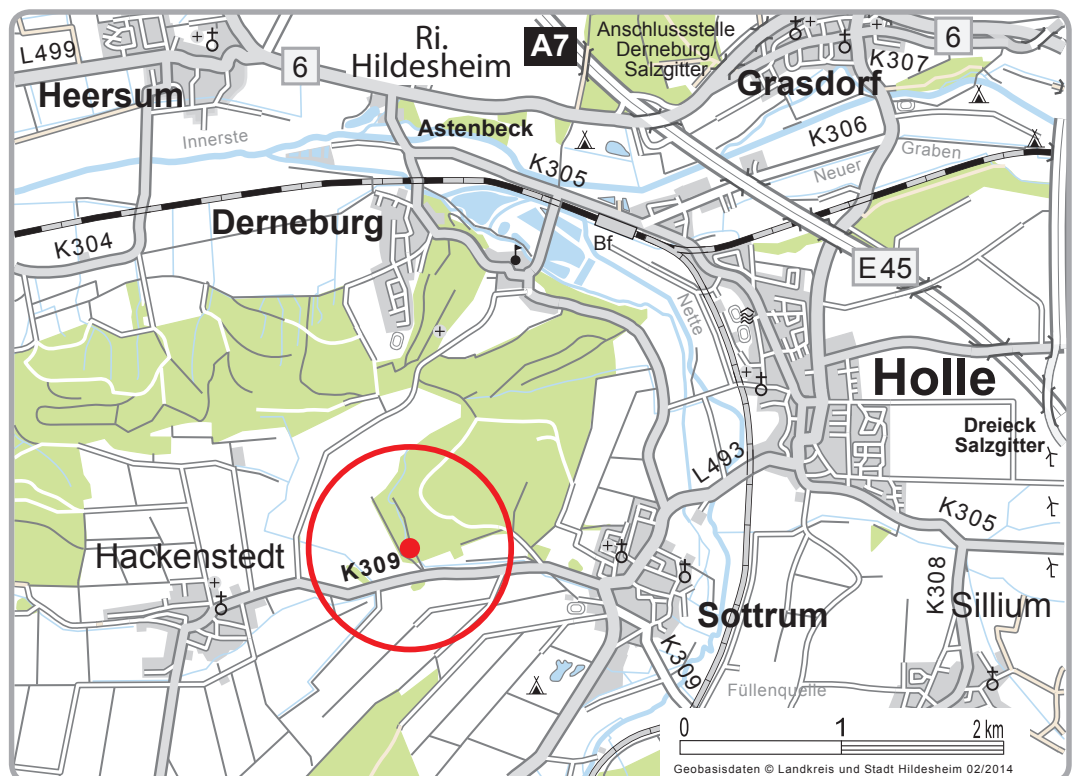 L499
6
Ri.
Hildesheim
A7
Anschlussstelle
Derneburg/
Salzgitter
6
K307
Heersum
Grasdorf
Innerste
Astenbeck
K306
K305
Graben
Neuer
Derneburg
K304
Bf
E45
Nette
Holle
Dreieck
Salzgitter
L493
K305
Hackenstedt
K309
K308
Sillium
Sottrum
K309
Füllenquelle
0 1 2 km
Geobasisdaten © Landkreis und Stadt Hildesheim 02/2014